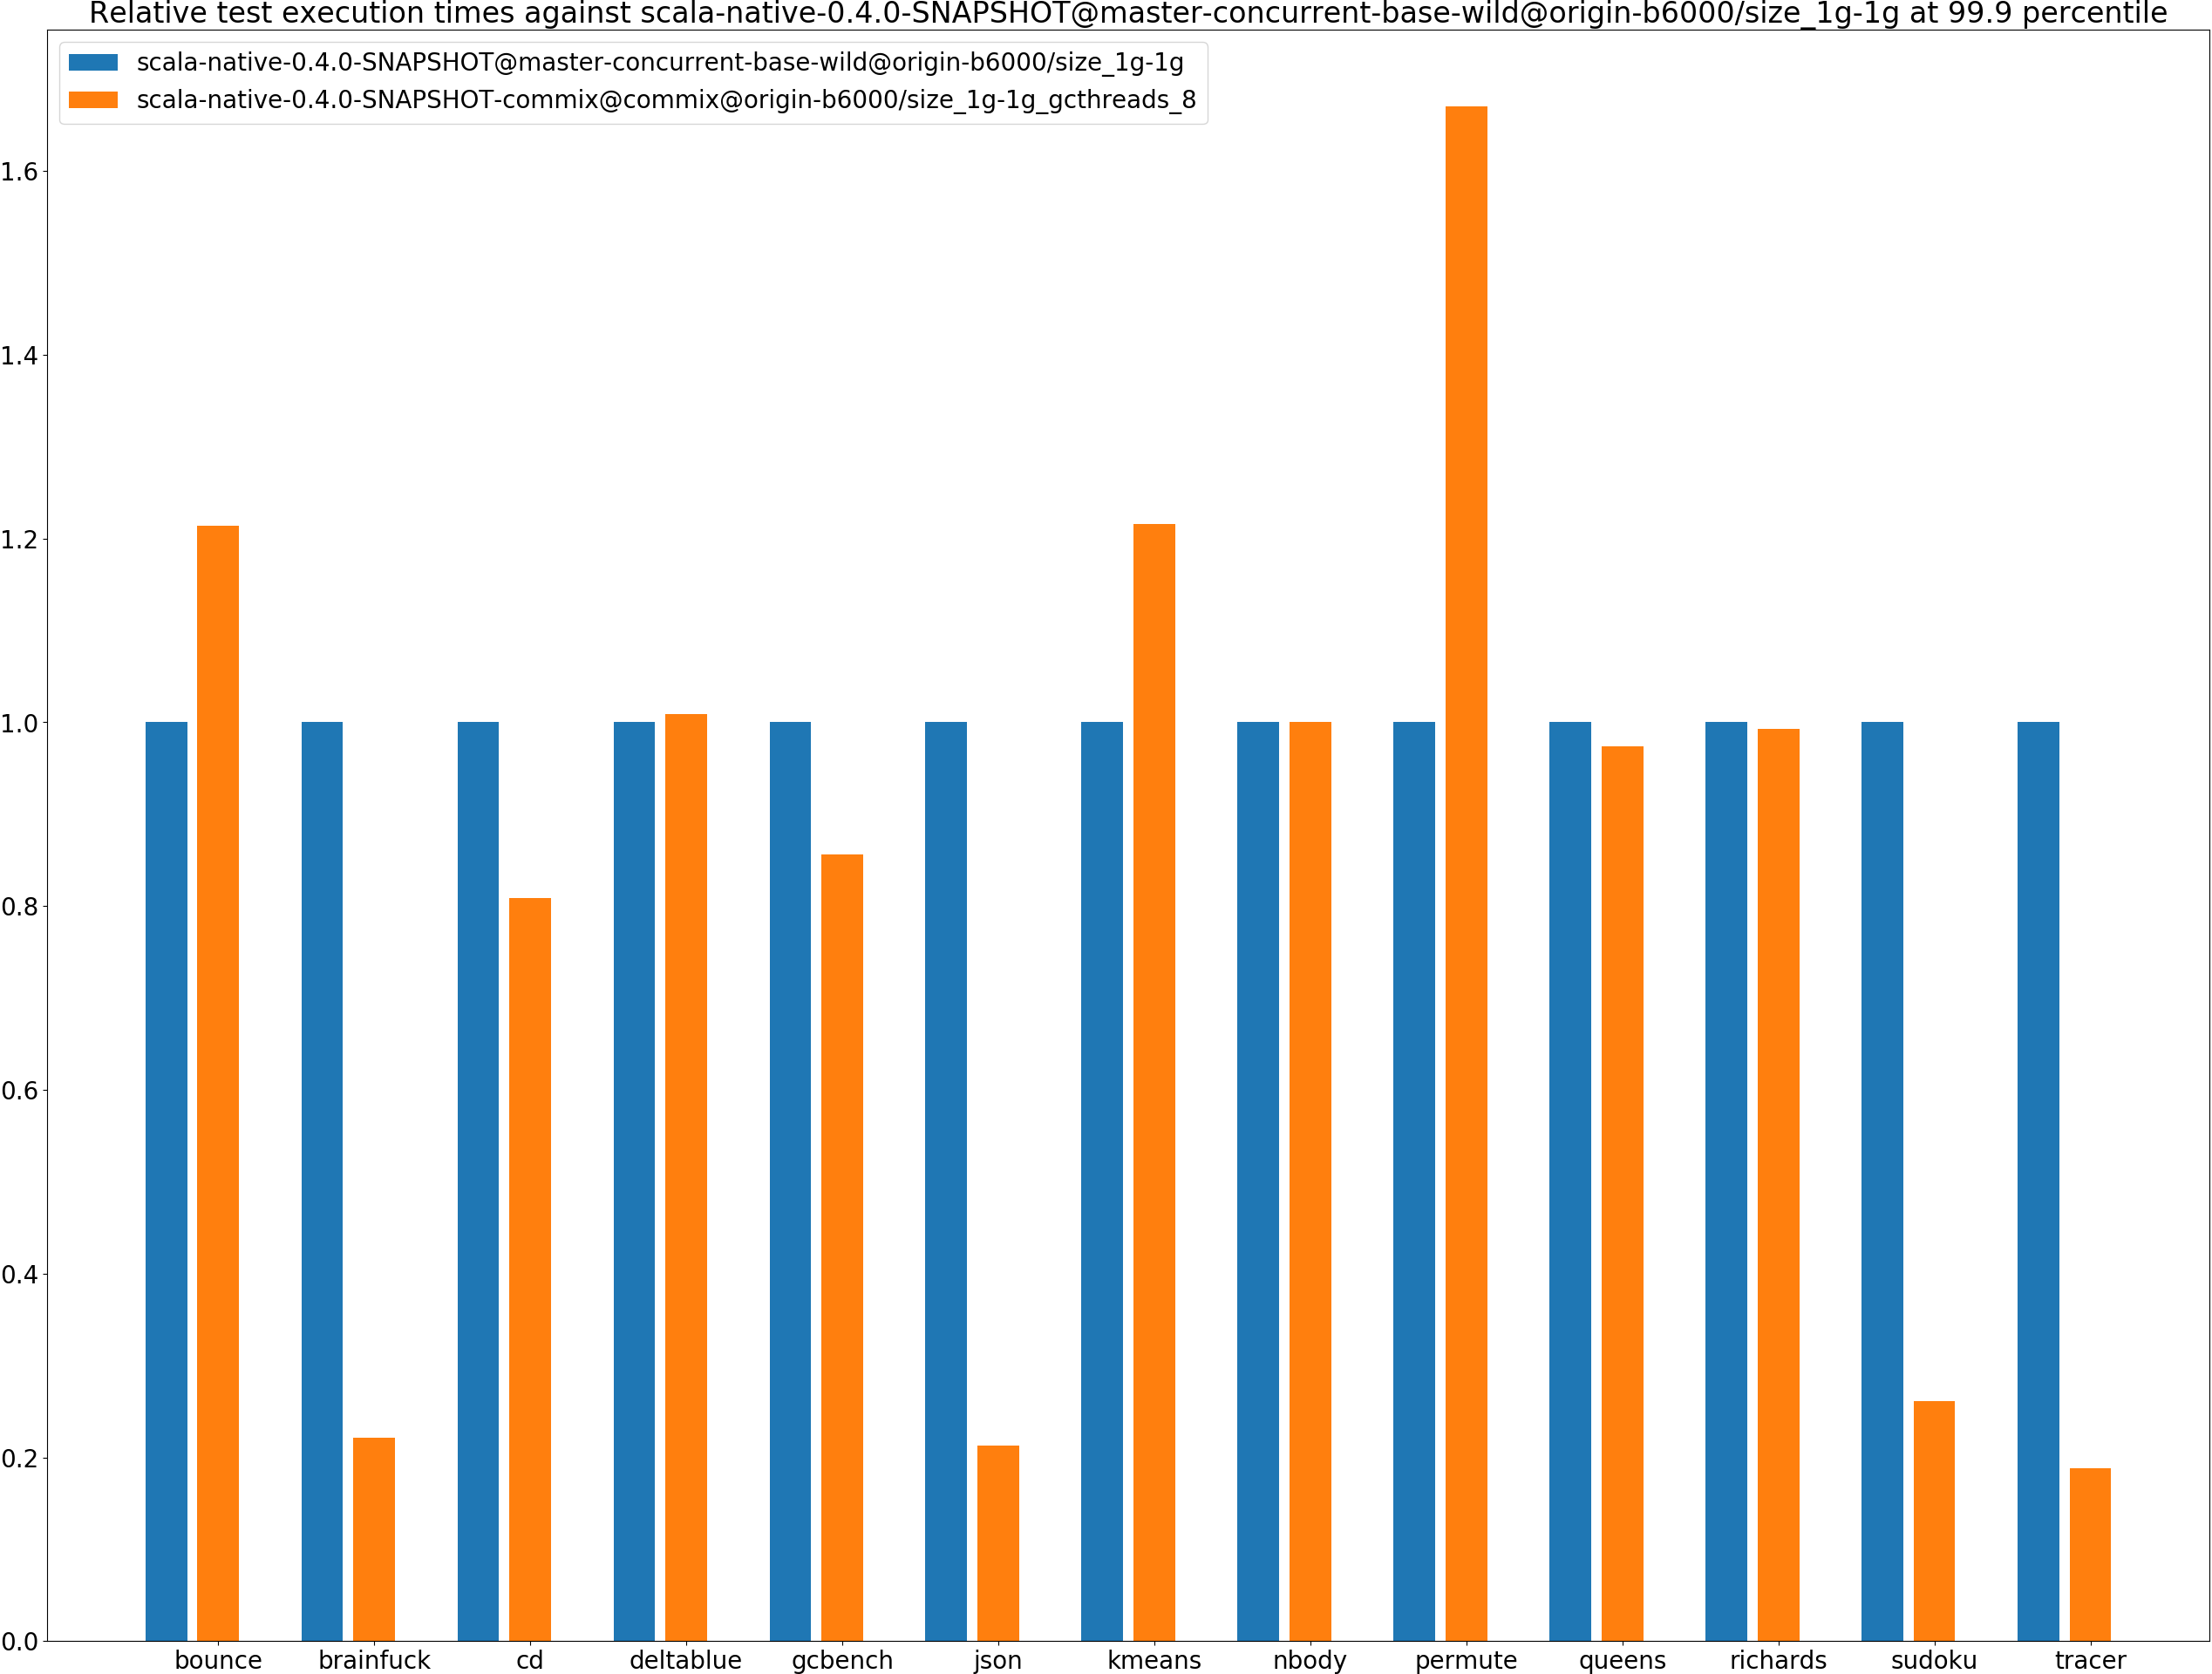 Relative test execution times against scala-native-0.4.0-SNAPSHOT@master-concurrent-base-wild@origin-b6000/size_1g-1g at 99.9 percentile
scala-native-0.4.0-SNAPSHOT@master-concurrent-base-wild@origin-b6000/size_1g-1g
scala-native-0.4.0-SNAPSHOT-commix@commix@origin-b6000/size_1g-1g_gcthreads_8
1.6
1.4
1.2
1.0
0.8
0.6
0.4
0.2
0.0
bounce brainfuck cd deltablue gcbench json kmeans nbody permute queens richards sudoku tracer